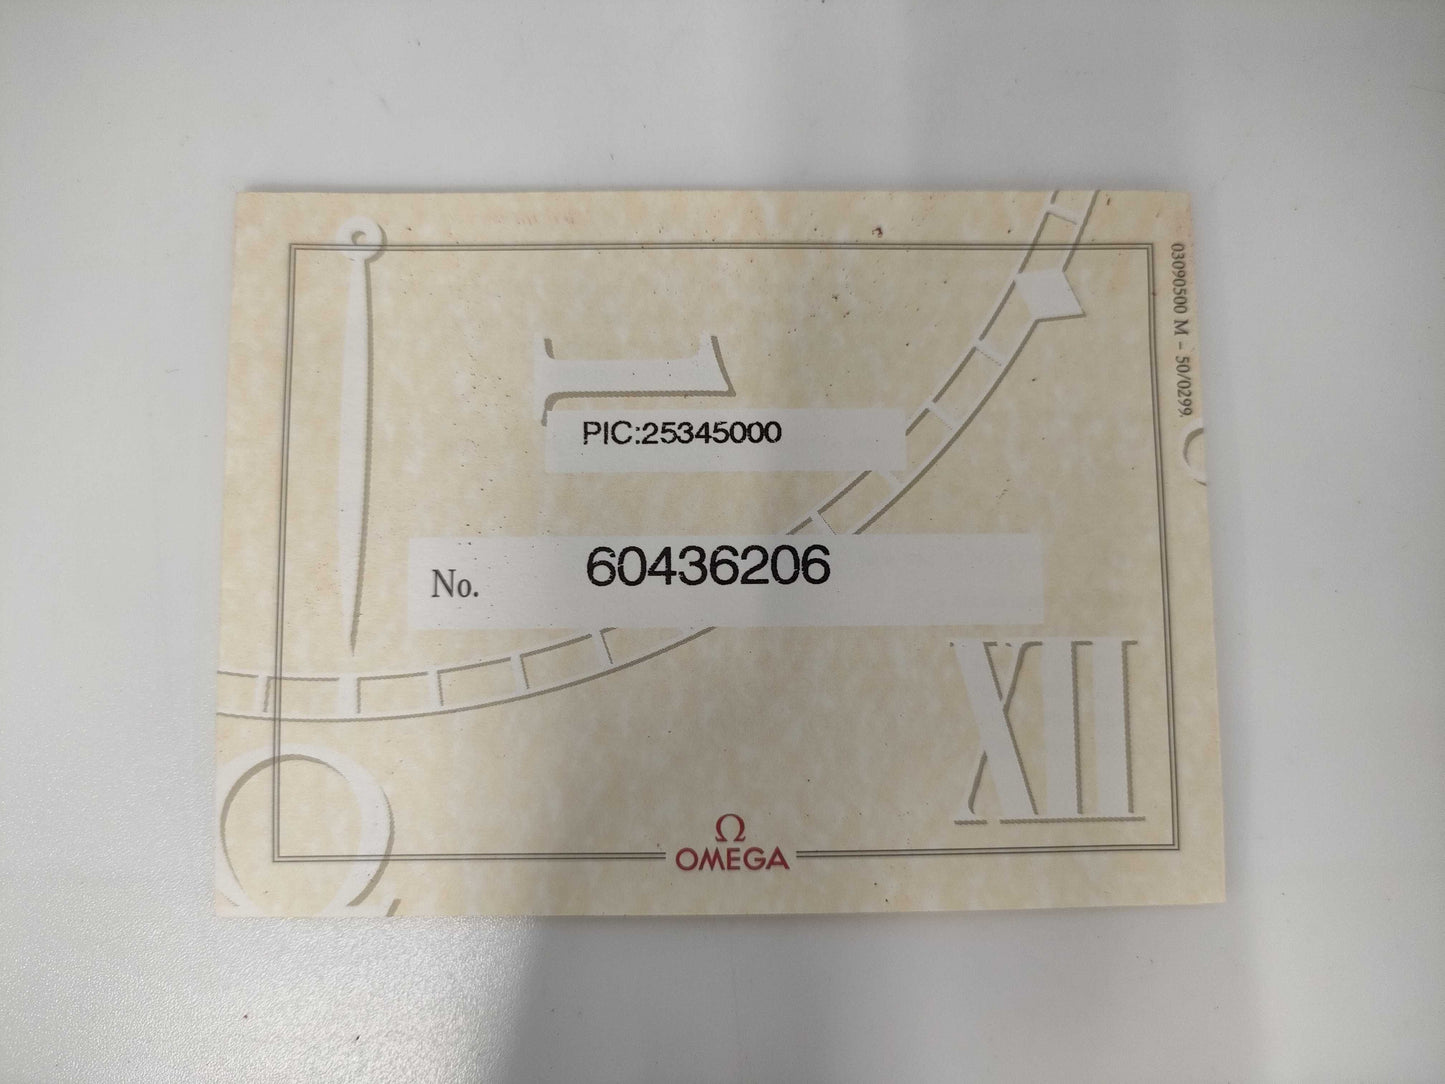 03090500 M – 50/0299.
PIC:25345000
No. 60436206
XII
Ω
OMEGA